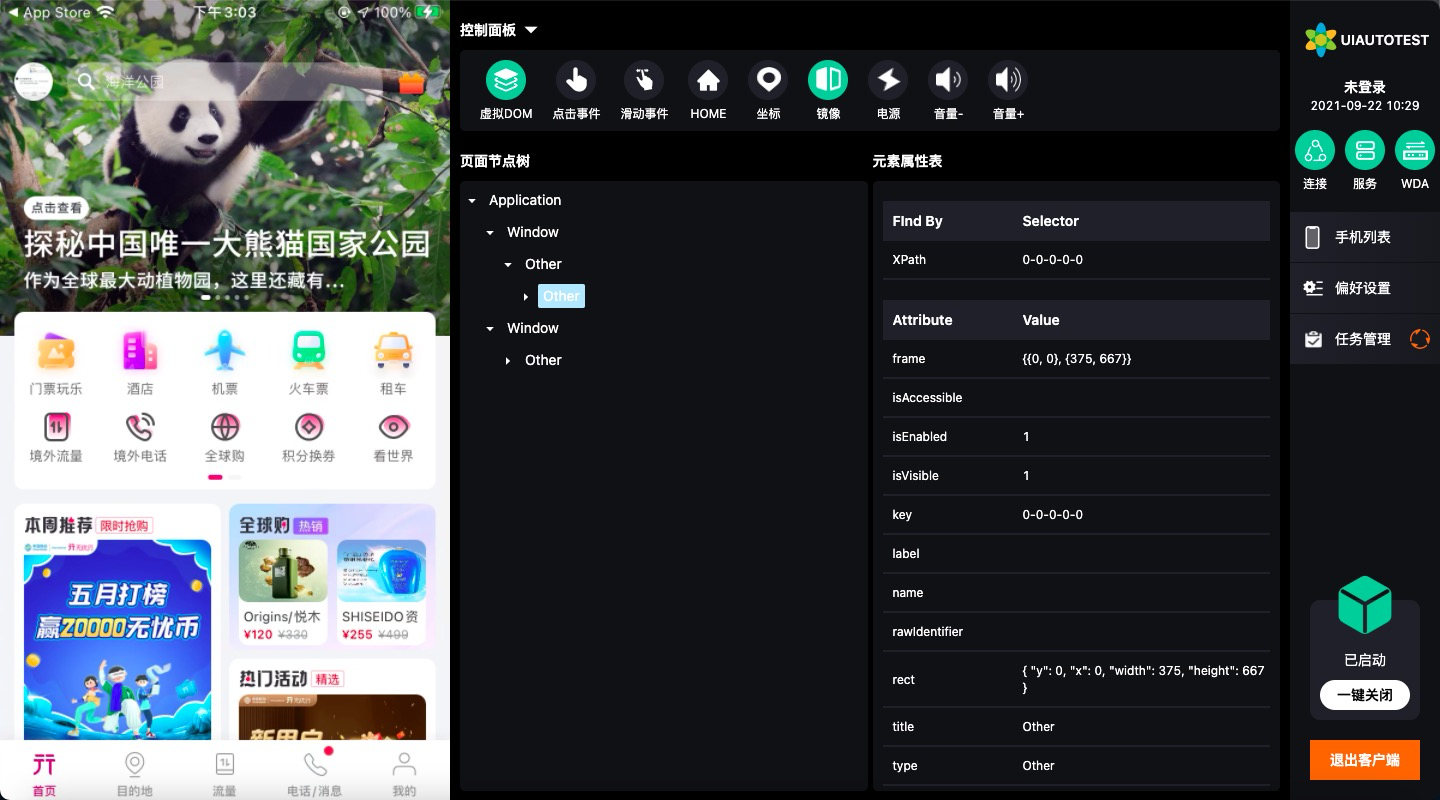 App Store
下午3:03
100%
海洋公园
点击查看
探秘中国唯一大熊猫国家公园
作为全球最大动植物园，这里还藏有...
门票玩乐
酒店
机票
火车票
租车
境外流量
境外电话
全球购
积分换券
看世界
本周推荐
限时抢购
五月打榜
赢20000无忧币
全球购
热销
Origins/悦木
¥120 ¥330
SHISEIDO 资
¥255 ¥499
热门活动
精选
新用户
首页
目的地
流量
电话/消息
我的
控制面板
虚拟DOM
点击事件
滑动事件
HOME
坐标
镜像
电源
音量-
音量+
页面节点树
Application
Window
Other
Other
Window
Other
元素属性表
FInd By
Selector
XPath
0-0-0-0-0
Attribute
Value
frame
{{0, 0}, {375, 667}}
isAccessible
isEnabled
1
isVisible
1
key
0-0-0-0-0
label
name
rawIdentifier
rect
{ "y": 0, "x": 0, "width": 375, "height": 667
}
title
Other
type
Other
UIAUTOTEST
未登录
2021-09-22 10:29
连接
服务
WDA
手机列表
偏好设置
任务管理
已启动
一键关闭
退出客户端